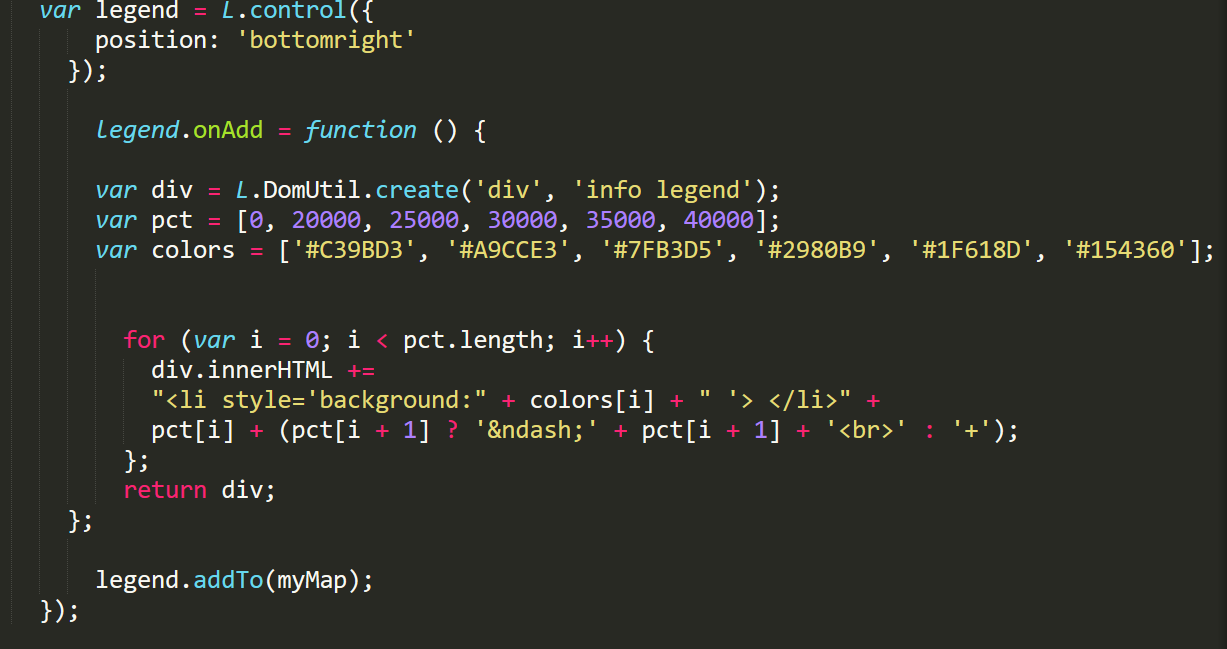 var legend = L.control({
position: 'bottomright'
});
legend.onAdd = function () {
var div = L.DomUtil.create('div', 'info legend');
var pct = [0, 20000, 25000, 30000, 35000, 40000];
var colors = ['#C39BD3', '#A9CCE3', '#7FB3D5', '#2980B9', '#1F618D', '#154360'];
for (var i = 0; i < pct.length; i++) {
div.innerHTML +=
"<li style='background:" + colors[i] + " '> </li>" +
pct[i] + (pct[i + 1] ? '&ndash;' + pct[i + 1] + '<br>' : '+');
};
return div;
};
legend.addTo(myMap);
});